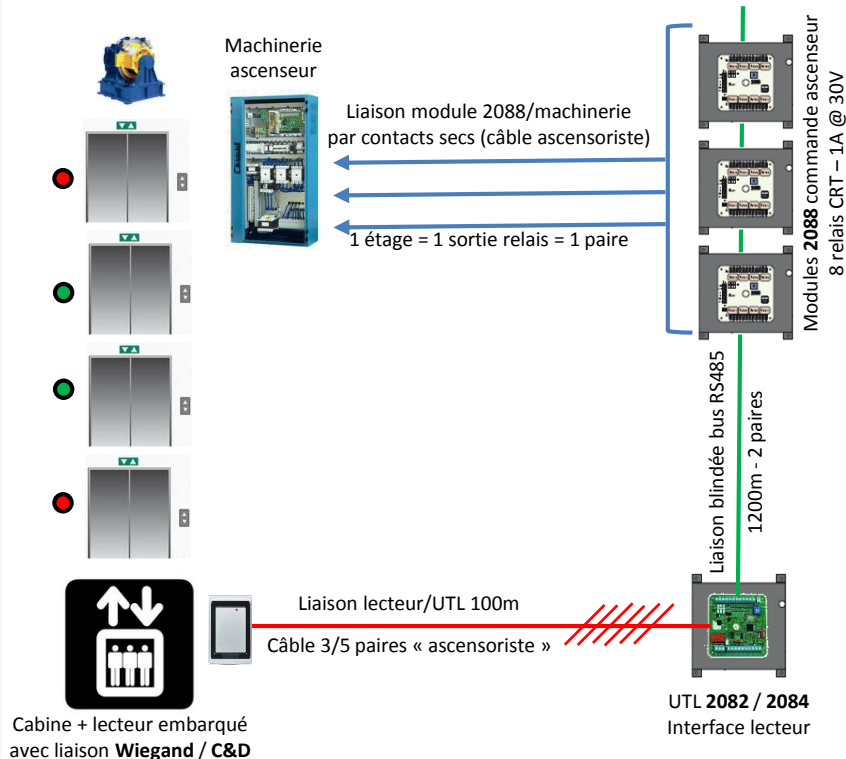 Machinerie
ascenseur
Liaison module 2088/machinerie
par contacts secs (câble ascensoriste)
1 étage = 1 sortie relais = 1 paire
Modules 2088 commande ascenseur
8 relais CRT – 1A @ 30V
Liaison blindée bus RS485
1200m - 2 paires
Liaison lecteur/UTL 100m
Câble 3/5 paires « ascensoriste »
UTL 2082 / 2084
Interface lecteur
Cabine + lecteur embarqué
avec liaison Wiegand / C&D